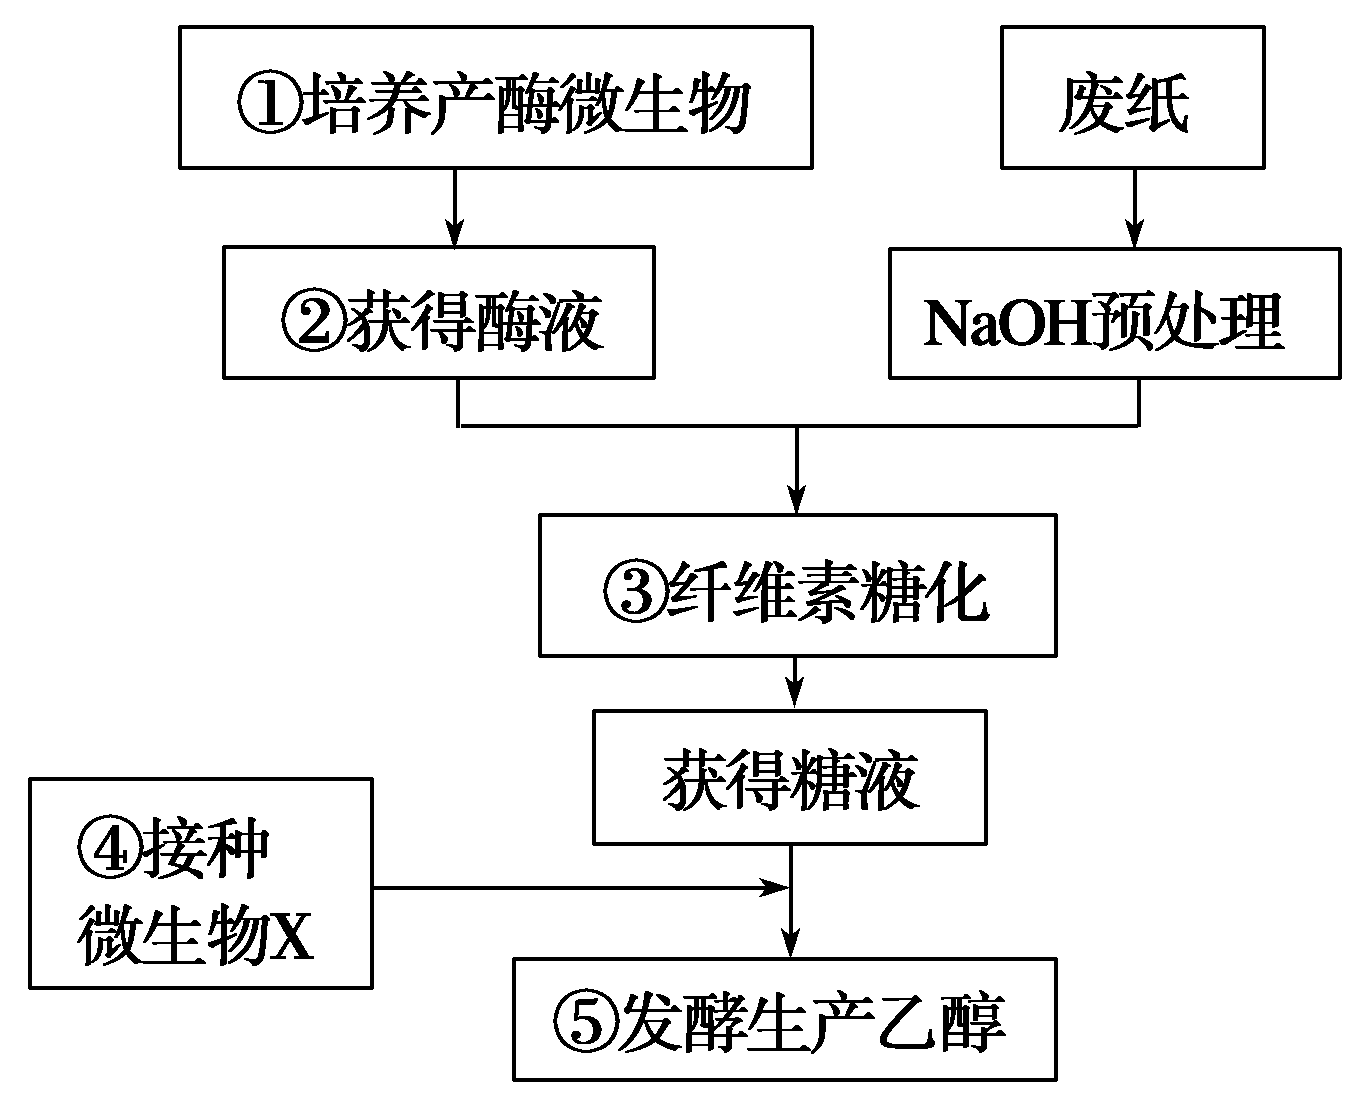 ①培养产酶微生物
废纸
②获得酶液
NaOH预处理
③纤维素糖化
获得糖液
④接种
微生物X
⑤发酵生产乙醇